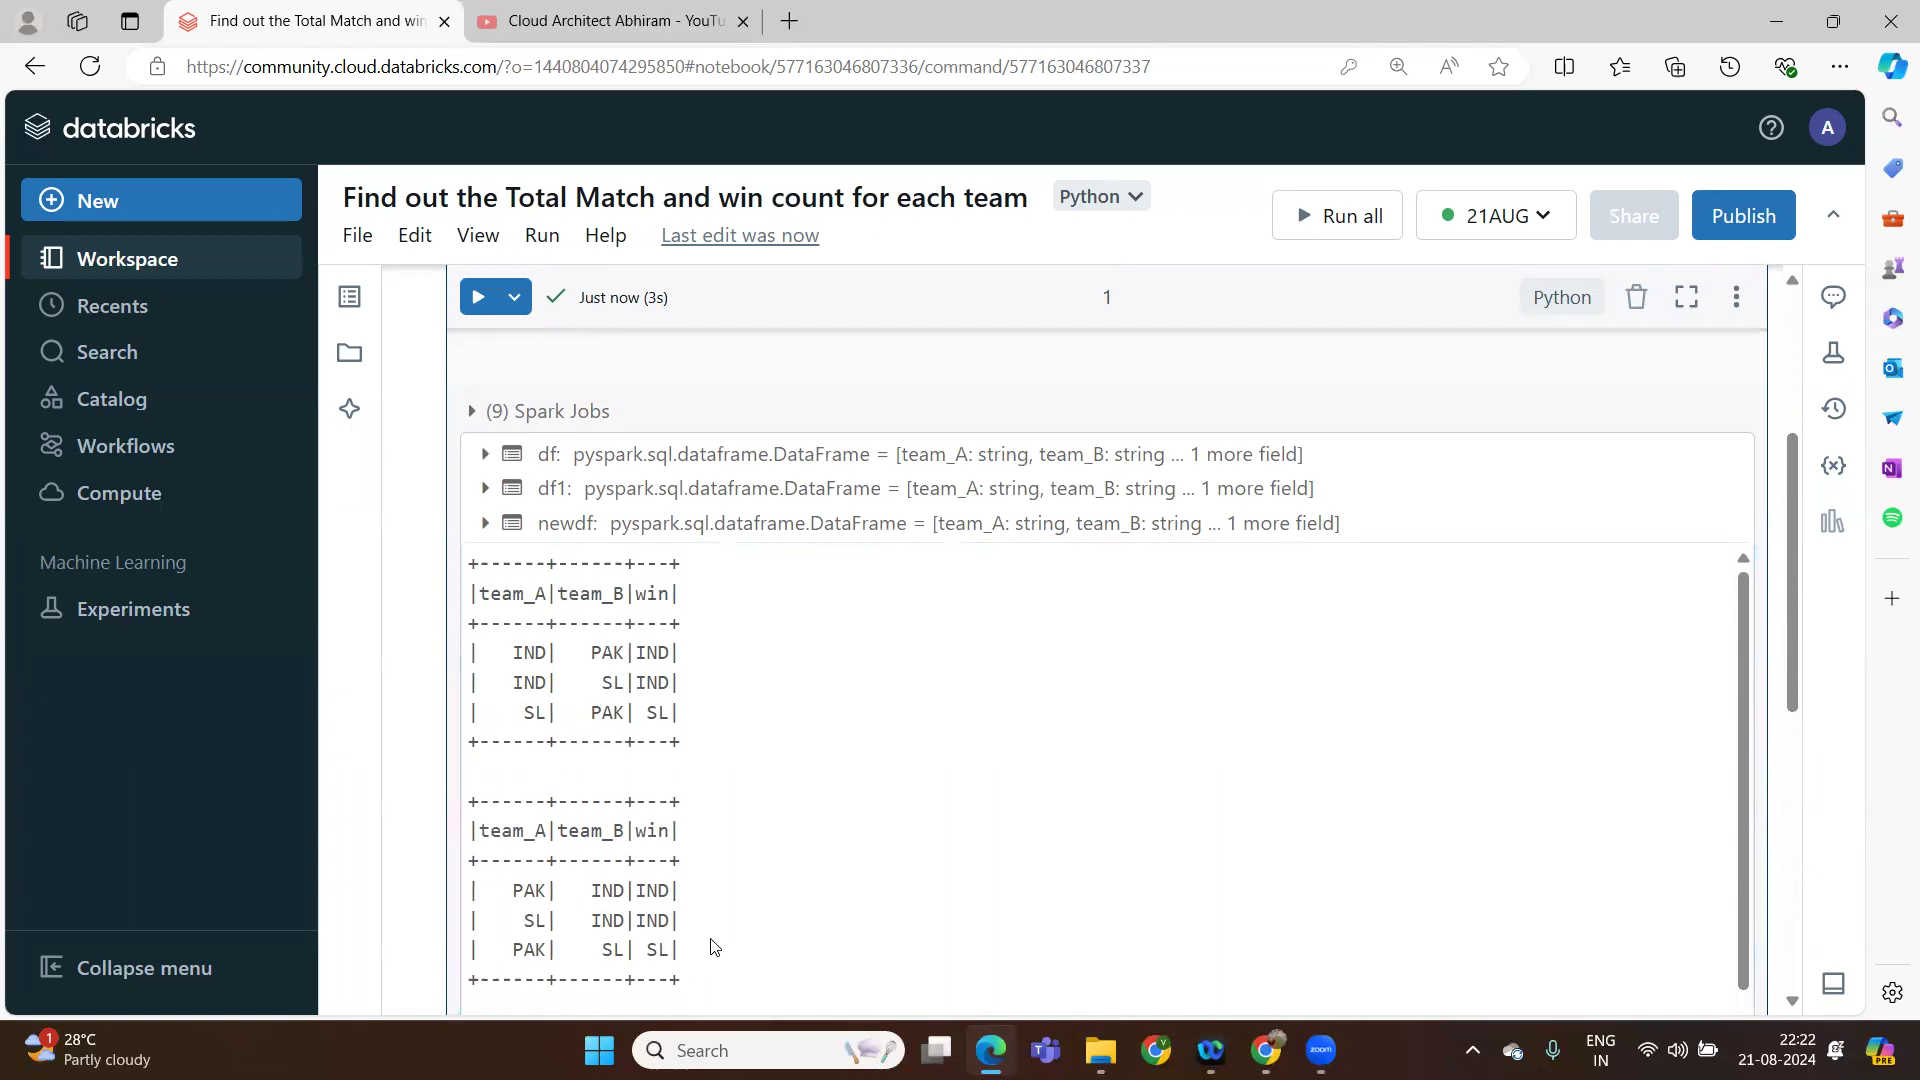 Find out the Total Match and win
Cloud Architect Abhiram - YouTu
https://community.cloud.databricks.com/?o=1440804074295850#notebook/577163046807336/command/577163046807337
databricks
A
New
Workspace
Recents
Search
Catalog
Workflows
Compute
Machine Learning
Experiments
Collapse menu
Find out the Total Match and win count for each team
Python
File Edit View Run Help Last edit was now
Run all
21AUG
Share
Publish
Just now (3s)
1
Python
(9) Spark Jobs
df: pyspark.sql.dataframe.DataFrame = [team_A: string, team_B: string ... 1 more field]
df1: pyspark.sql.dataframe.DataFrame = [team_A: string, team_B: string ... 1 more field]
newdf: pyspark.sql.dataframe.DataFrame = [team_A: string, team_B: string ... 1 more field]
+------+------+---+
|team_A|team_B|win|
+------+------+---+
|   IND|   PAK|IND|
|   IND|    SL|IND|
|    SL|   PAK| SL|
+------+------+---+
+------+------+---+
|team_A|team_B|win|
+------+------+---+
|   PAK|   IND|IND|
|    SL|   IND|IND|
|   PAK|    SL| SL|
+------+------+---+
1
28°C
Partly cloudy
Search
zoom
ENG
IN
22:22
21-08-2024
PRE